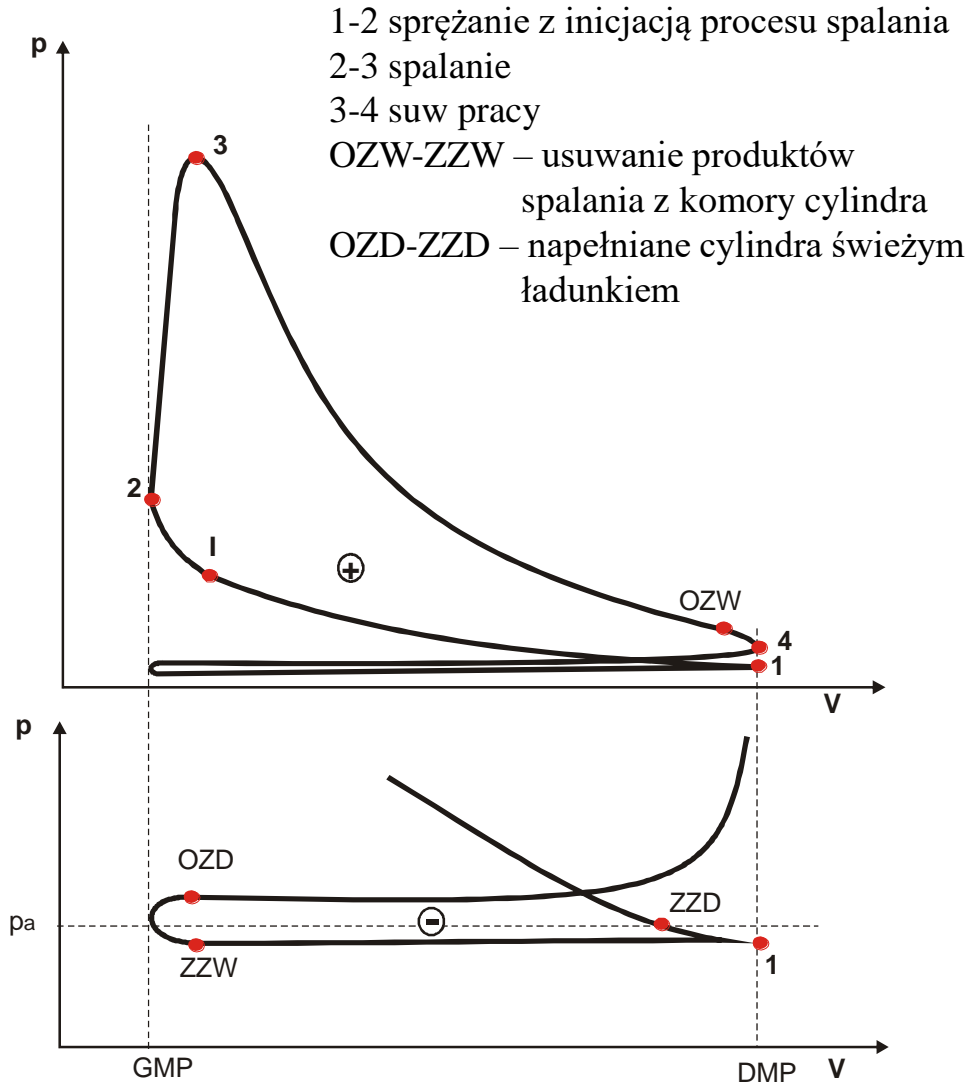 1-2 sprężanie z inicjacją procesu spalania
2-3 spalanie
3-4 suw pracy
OZW-ZZW – usuwanie produktów
spalania z komory cylindra
OZD-ZZD – napełniane cylindra świeżym
ładunkiem
p
3
2
I
+
OZW
4
1
V
p
OZD
ZZD
pa
-
ZZW
1
GMP
DMP
V